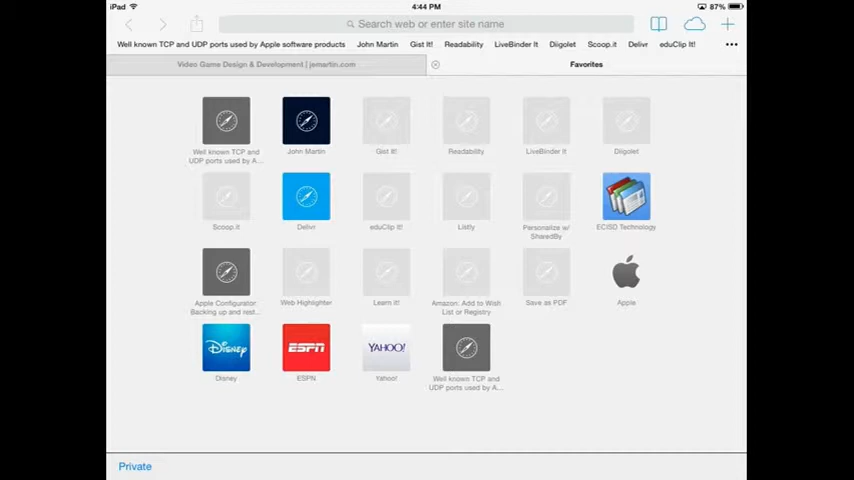 iPad 4:44 PM 87%
Search web or enter site name
Well known TCP and UDP ports used by Apple software products John Martin Gist It! Readability LiveBinder It Diigolet Scoop.it Delivr eduClip It! •••
Video Game Design & Development | jemartin.com Favorites
Well known TCP and UDP ports used by A... John Martin Gist It! Readability LiveBinder It Diigolet
Scoop.it Delivr eduClip It! Listly Personalize w/ SharedBy ECISD Technology
Apple Configurator: Backing up and rest... Web Highlighter Learn it! Amazon: Add to Wish List or Registry Save as PDF Apple
Disney ESPN YAHOO!
Disney ESPN Yahoo! Well known TCP and UDP ports used by A...
Private